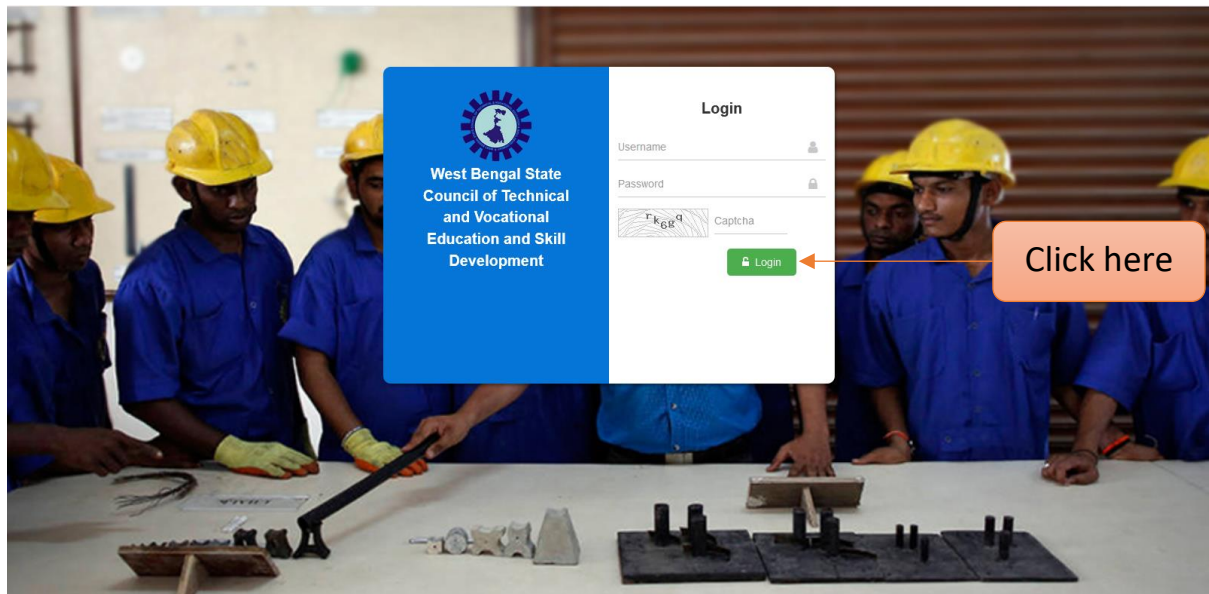 West Bengal State
Council of Technical
and Vocational
Education and Skill
Development
Login
Username
Password
rk6gq
Captcha
Login
Click here